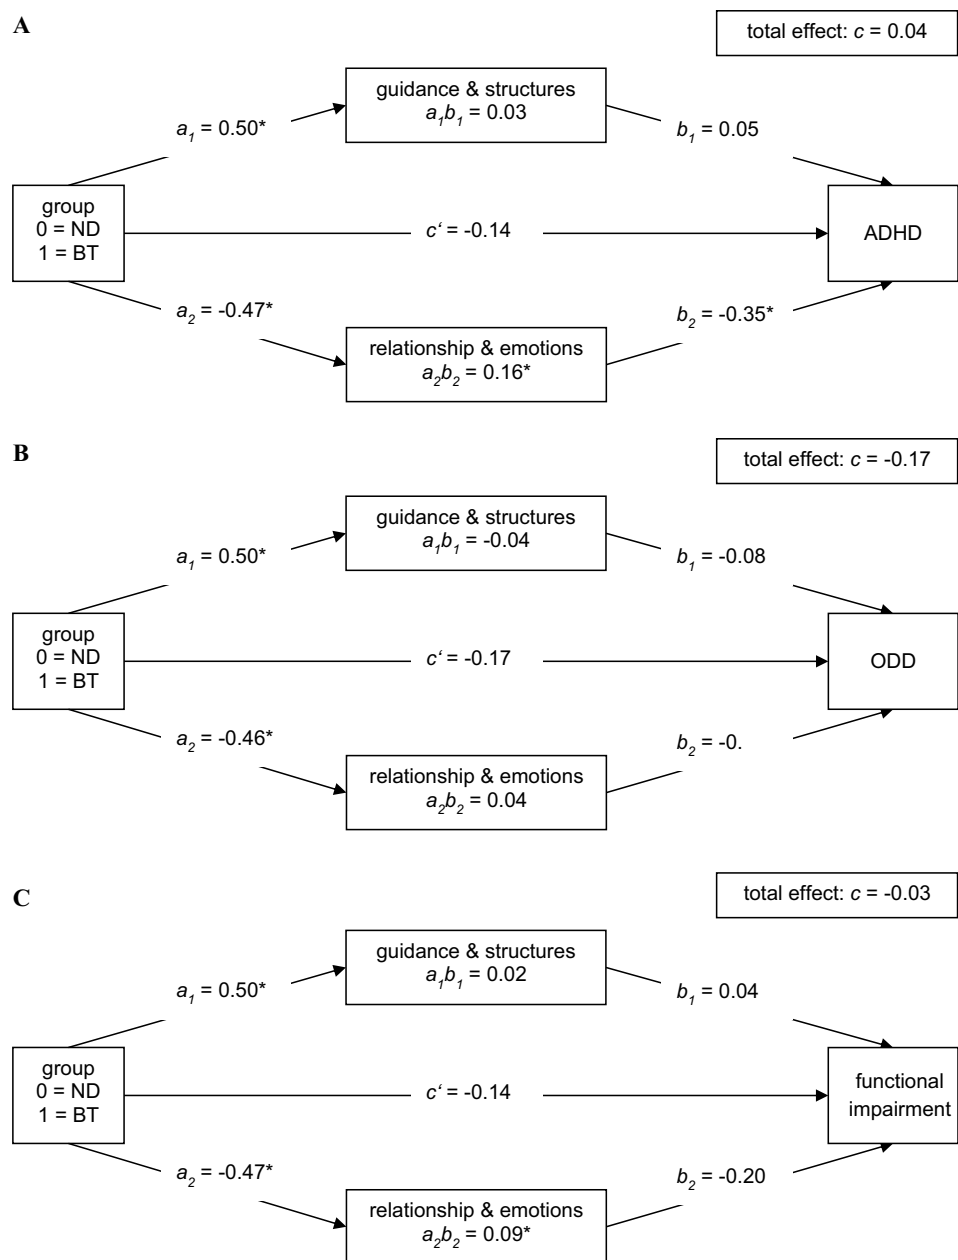 A
total effect: c = 0.04
guidance & structures
a1b1 = 0.03
a1 = 0.50*
b1 = 0.05
group
0 = ND
1 = BT
c‘ = -0.14
ADHD
a2 = -0.47*
b2 = -0.35*
relationship & emotions
a2b2 = 0.16*
B
total effect: c = -0.17
guidance & structures
a1b1 = -0.04
a1 = 0.50*
b1 = -0.08
group
0 = ND
1 = BT
c‘ = -0.17
ODD
a2 = -0.46*
b2 = -0.
relationship & emotions
a2b2 = 0.04
C
total effect: c = -0.03
guidance & structures
a1b1 = 0.02
a1 = 0.50*
b1 = 0.04
group
0 = ND
1 = BT
c‘ = -0.14
functional
impairment
a2 = -0.47*
b2 = -0.20
relationship & emotions
a2b2 = 0.09*